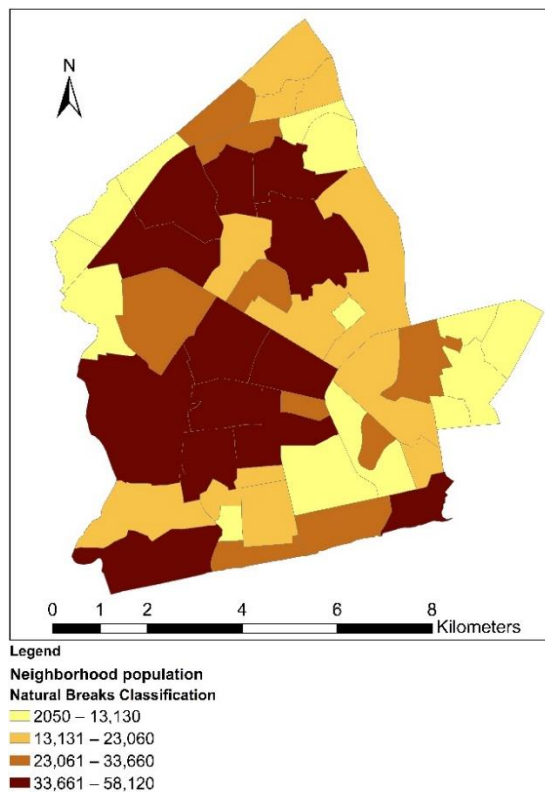 N
0 1 2 4 6 8
Kilometers
Legend
Neighborhood population
Natural Breaks Classification
2050 – 13,130
13,131 – 23,060
23,061 – 33,660
33,661 – 58,120